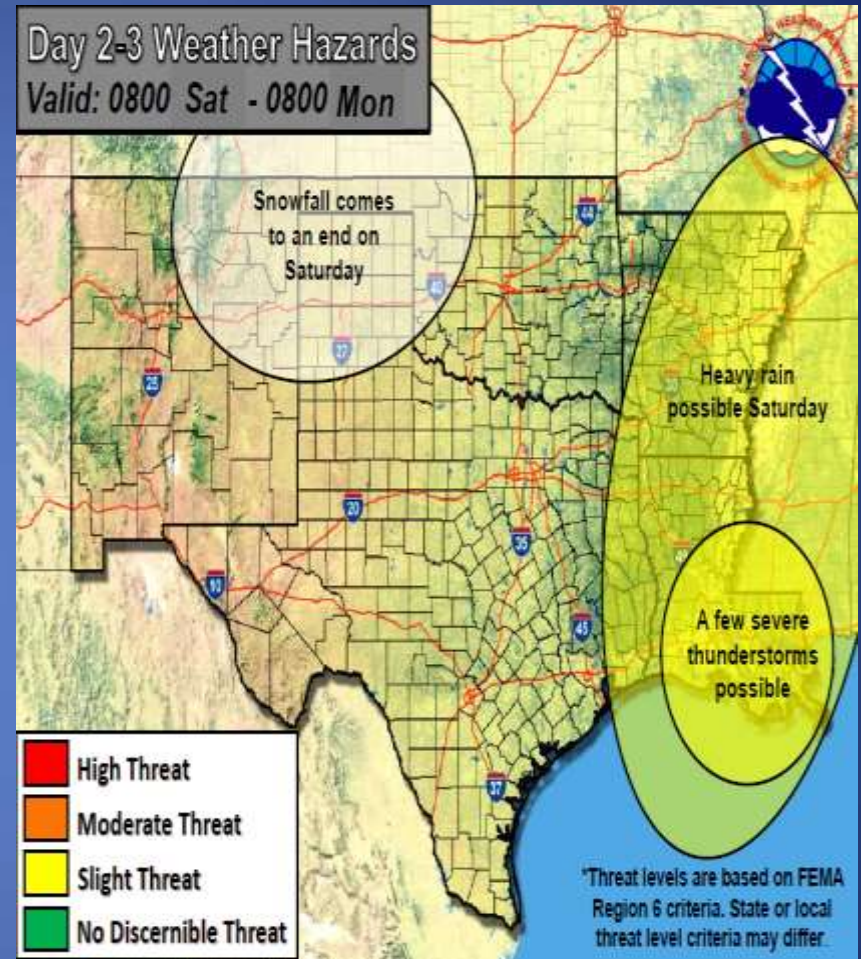 Day 2-3 Weather Hazards
Valid: 0800 Sat - 0800 Mon
Snowfall comes
to an end on
Saturday
44
40
27
25
Heavy rain
possible Saturday
20
35
10
45
A few severe
thunderstorms
possible
37
High Threat
Moderate Threat
Slight Threat
No Discernible Threat
*Threat levels are based on FEMA
Region 6 criteria. State or local
threat level criteria may differ.